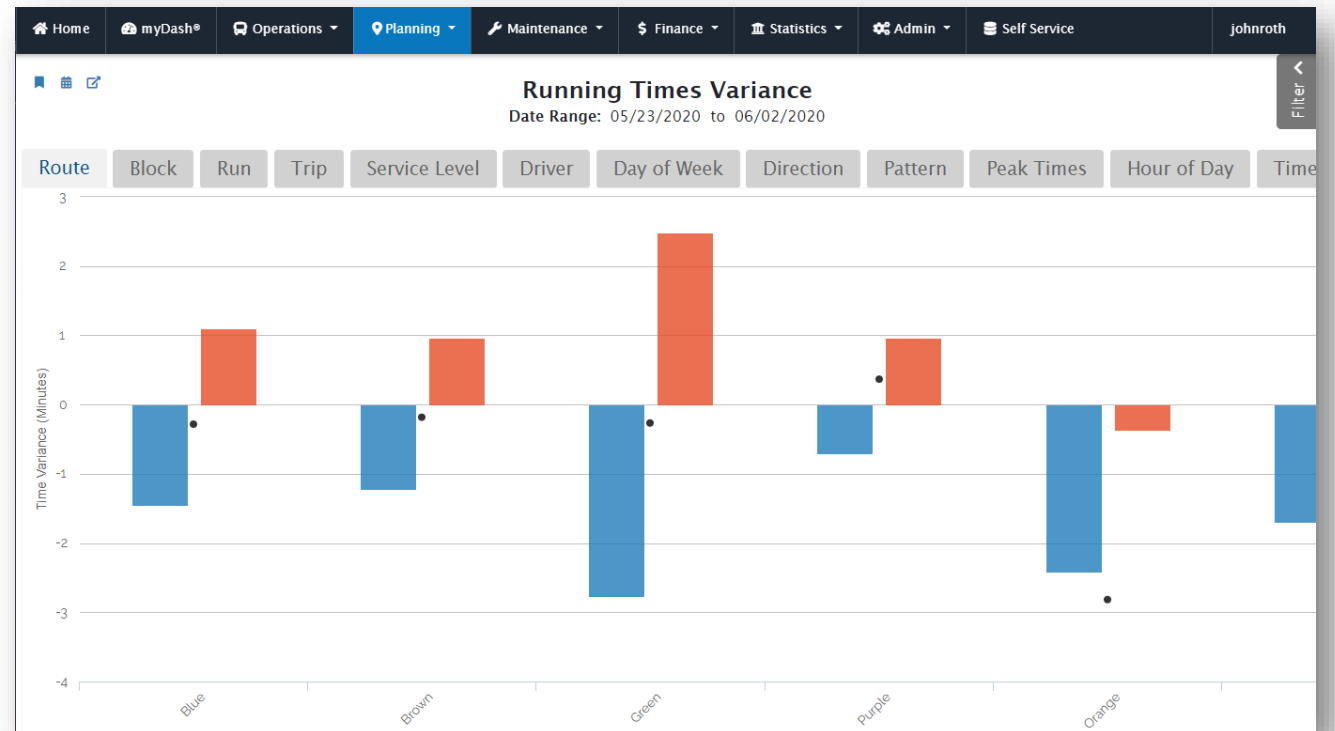 Home myDash® Operations Planning Maintenance $ Finance Statistics Admin Self Service johnroth
Running Times Variance
Date Range: 05/23/2020 to 06/02/2020
Filter
Route Block Run Trip Service Level Driver Day of Week Direction Pattern Peak Times Hour of Day Time
3
2
1
0
-1
-2
-3
-4
Time Variance (Minutes)
Blue Brown Green Purple Orange